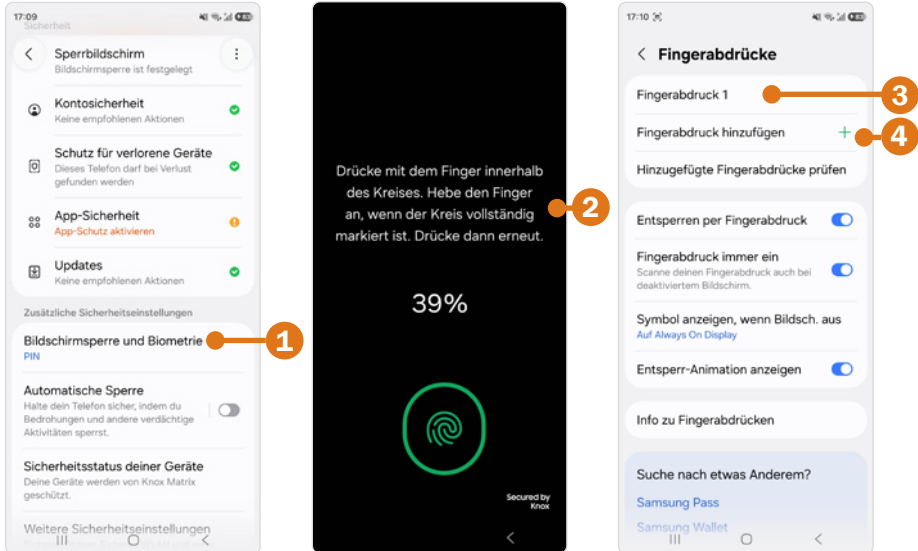 17:09
Sicherheit
Sperrbildschirm
Bildschirmsperre ist festgelegt
Kontosicherheit
Keine empfohlenen Aktionen
Schutz für verlorene Geräte
Dieses Telefon darf bei Verlust
gefunden werden
App-Sicherheit
App-Schutz aktivieren
Updates
Keine empfohlenen Aktionen
Zusätzliche Sicherheitseinstellungen
Bildschirmsperre und Biometrie
PIN
1
Automatische Sperre
Halte dein Telefon sicher, indem du
Bedrohungen und andere verdächtige
Aktivitäten sperrst.
Sicherheitsstatus deiner Geräte
Deine Geräte werden von Knox Matrix
geschützt.
Weitere Sicherheitseinstellungen
Drücke mit dem Finger innerhalb
des Kreises. Hebe den Finger
an, wenn der Kreis vollständig
markiert ist. Drücke dann erneut.
2
39%
Secured by
Knox
17:10
83
Fingerabdrücke
Fingerabdruck 1
3
Fingerabdruck hinzufügen
4
Hinzugefügte Fingerabdrücke prüfen
Entsperren per Fingerabdruck
Fingerabdruck immer ein
Scanne deinen Fingerabdruck auch bei
deaktiviertem Bildschirm.
Symbol anzeigen, wenn Bildsch. aus
Auf Always On Display
Entsperr-Animation anzeigen
Info zu Fingerabdrücken
Suche nach etwas Anderem?
Samsung Pass
Samsung Wallet